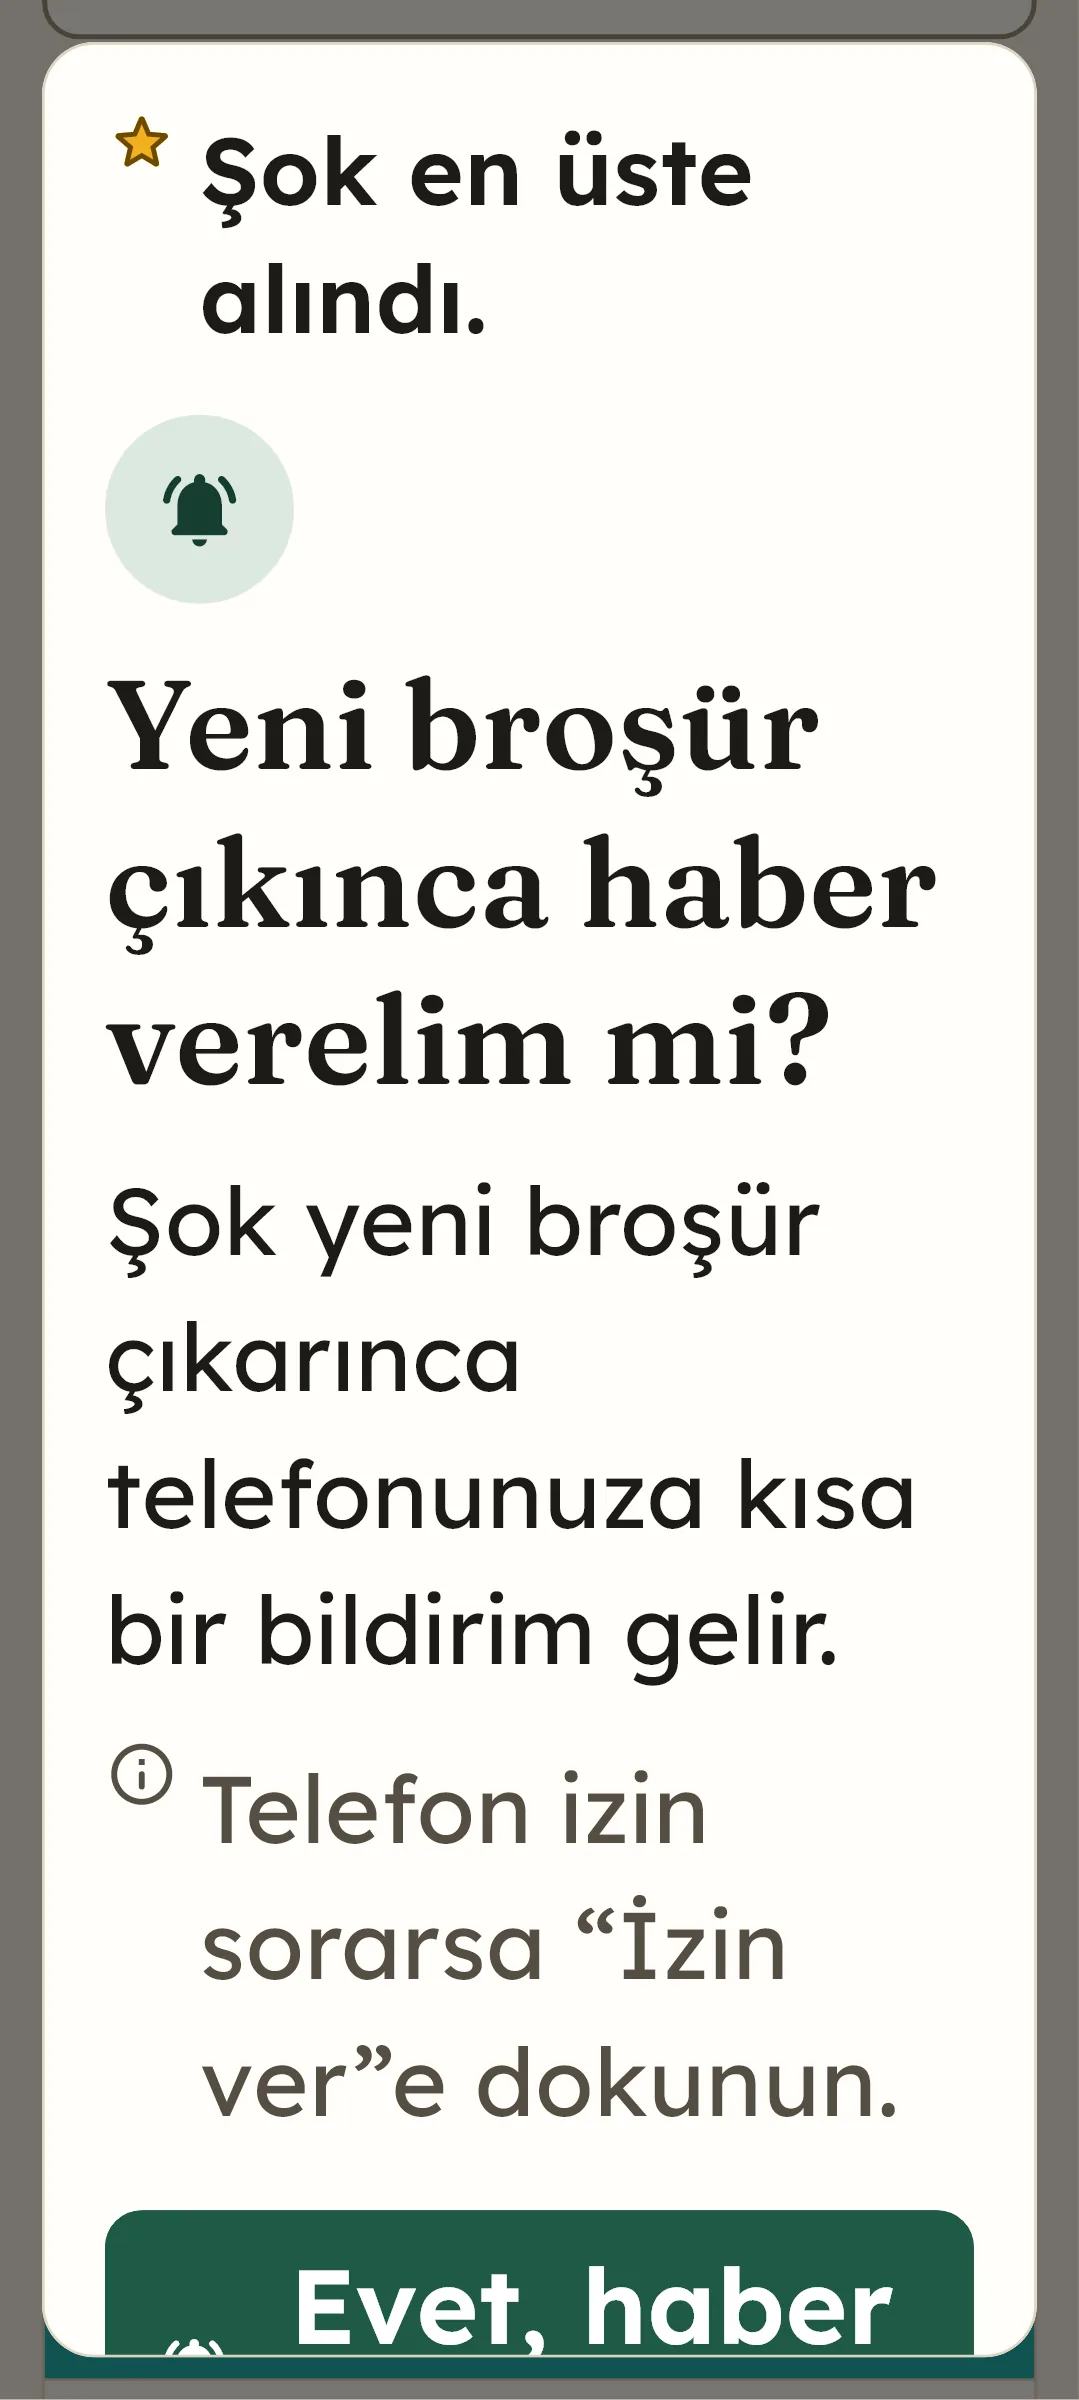 Şok en üste
alındı.
Yeni broşür
çıkınca haber
verelim mi?
Şok yeni broşür
çıkarınca
telefonunuza kısa
bir bildirim gelir.
Telefon izin
sorarsa “İzin
ver”e dokunun.
Evet, haber